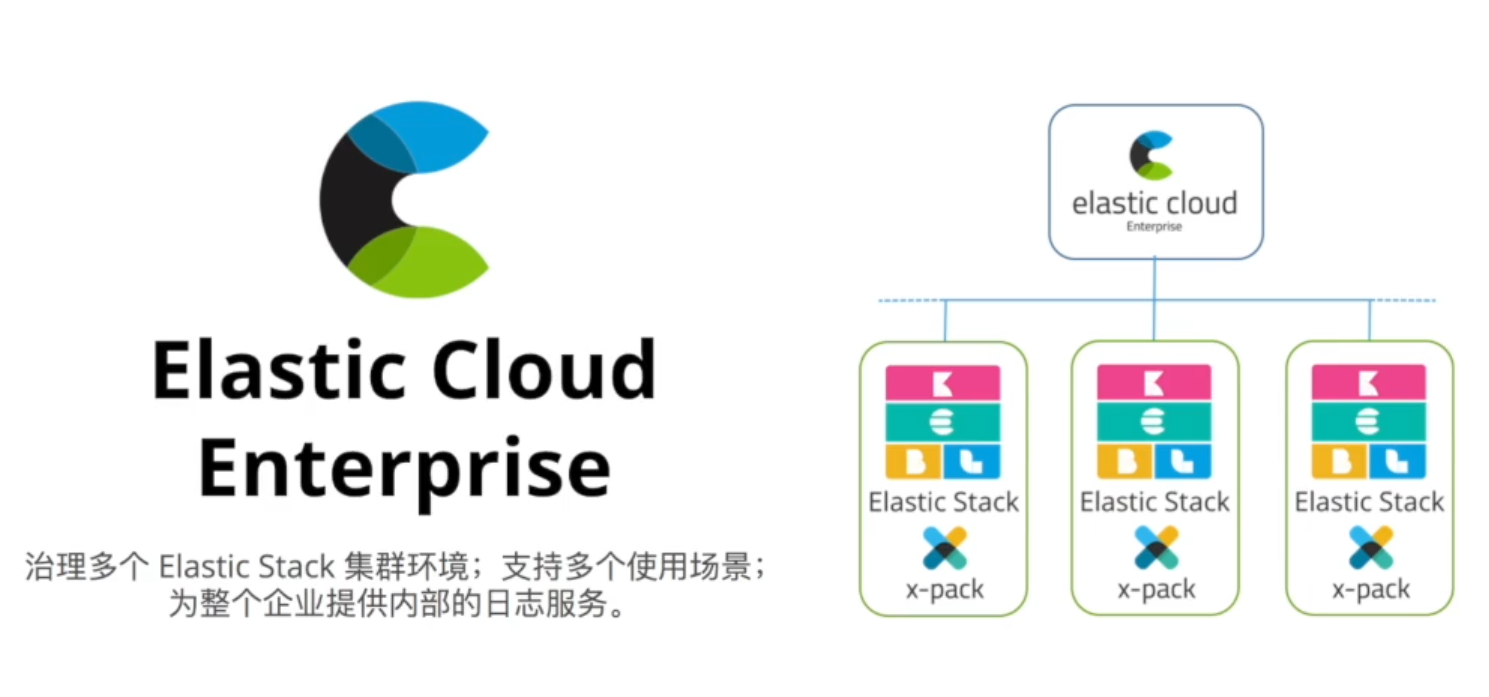 Elastic Cloud
Enterprise
治理多个 Elastic Stack 集群环境；支持多个使用场景；
为整个企业提供内部的日志服务。
elastic cloud
Enterprise
Elastic Stack
x-pack
Elastic Stack
x-pack
Elastic Stack
x-pack